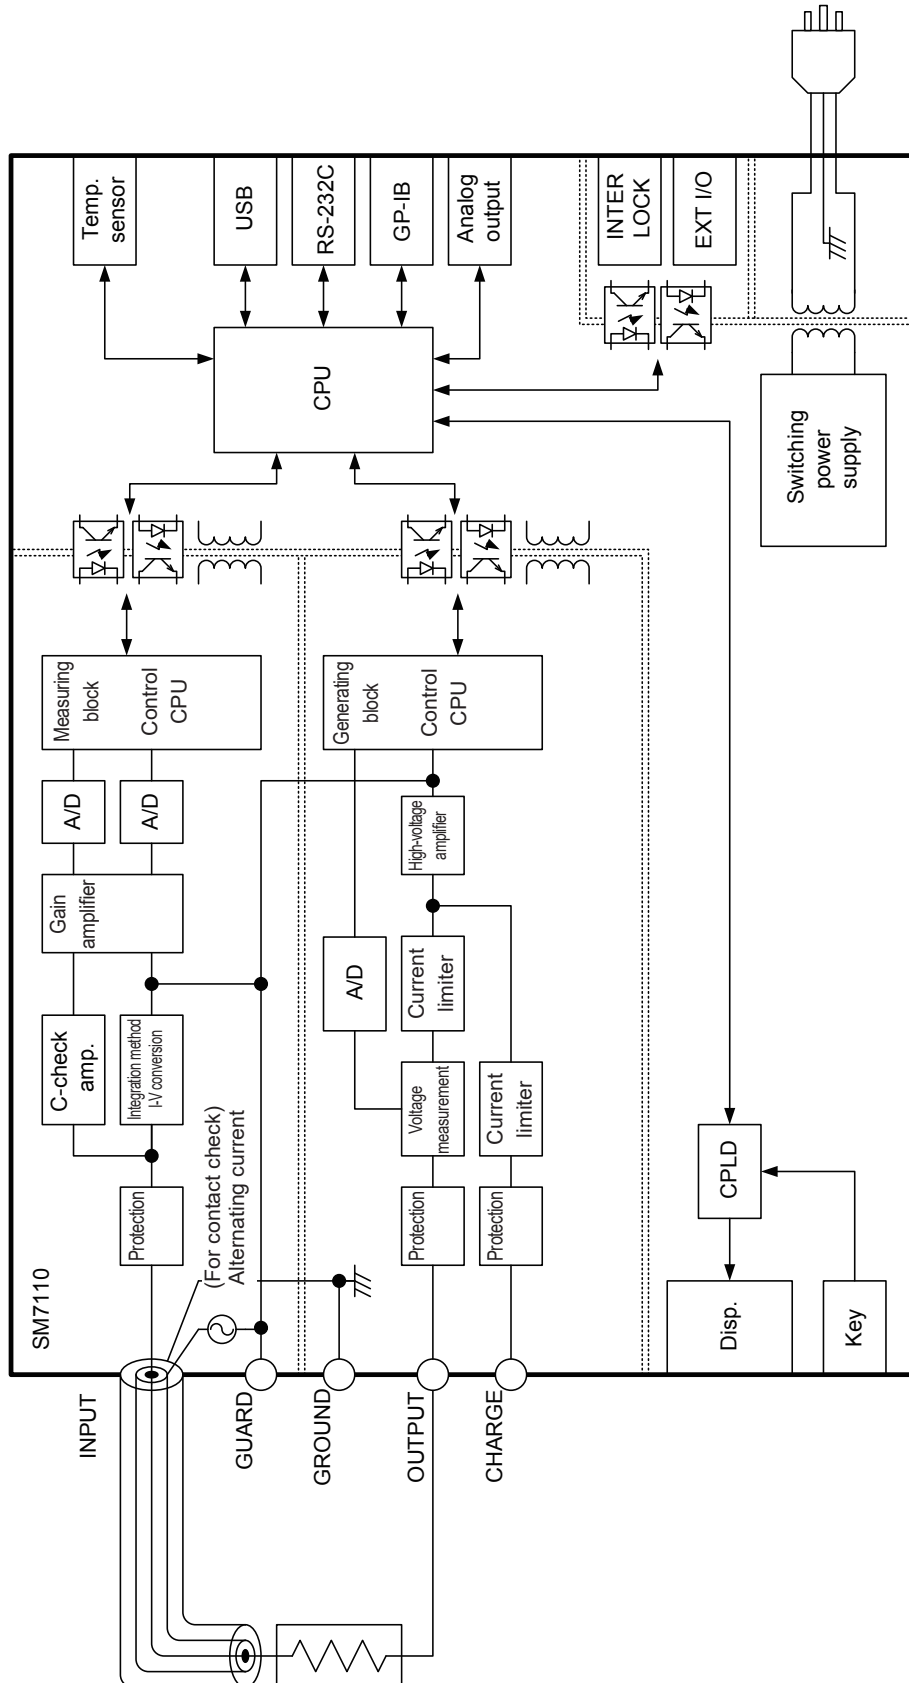 SM7110
INPUT
GUARD
GROUND
OUTPUT
CHARGE
Protection
C-check
amp.
Integration method
I-V conversion
Gain
amplifier
A/D
A/D
Measuring
block
Control
CPU
(For contact check)
Alternating current
Protection
Voltage
measurement
Current
limiter
A/D
High-voltage
amplifier
Generating
block
Control
CPU
Protection
Current
limiter
CPU
Temp.
sensor
USB
RS-232C
GP-IB
Analog
output
INTER
LOCK
EXT I/O
Switching
power
supply
CPLD
Disp.
Key